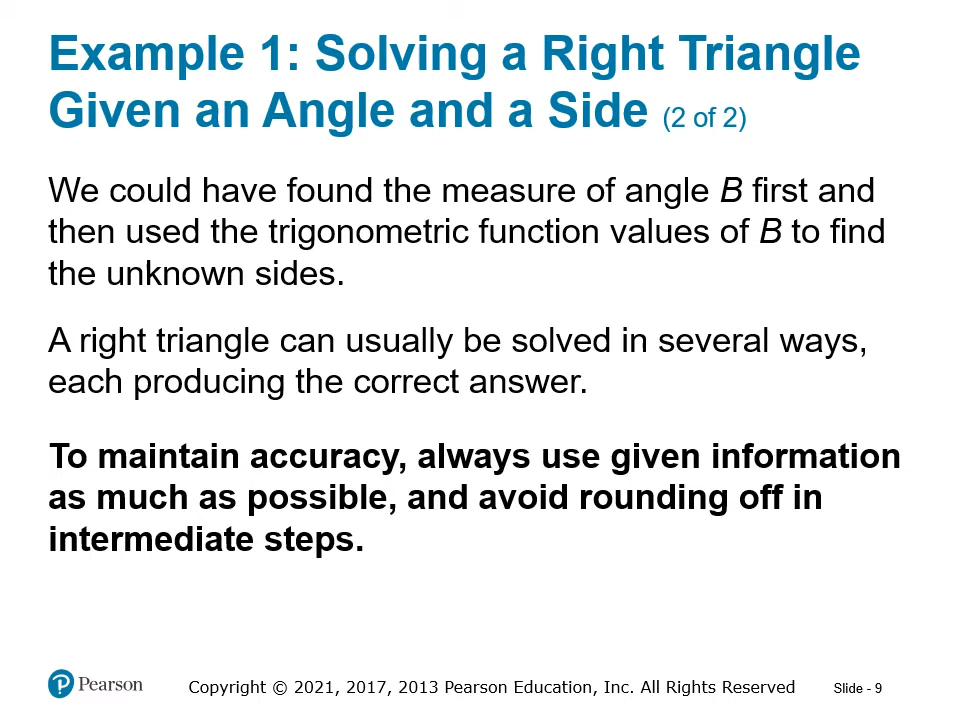 Example 1: Solving a Right Triangle
Given an Angle and a Side (2 of 2)
We could have found the measure of angle B first and
then used the trigonometric function values of B to find
the unknown sides.
A right triangle can usually be solved in several ways,
each producing the correct answer.
To maintain accuracy, always use given information
as much as possible, and avoid rounding off in
intermediate steps.
Pearson
Copyright © 2021, 2017, 2013 Pearson Education, Inc. All Rights Reserved
Slide - 9